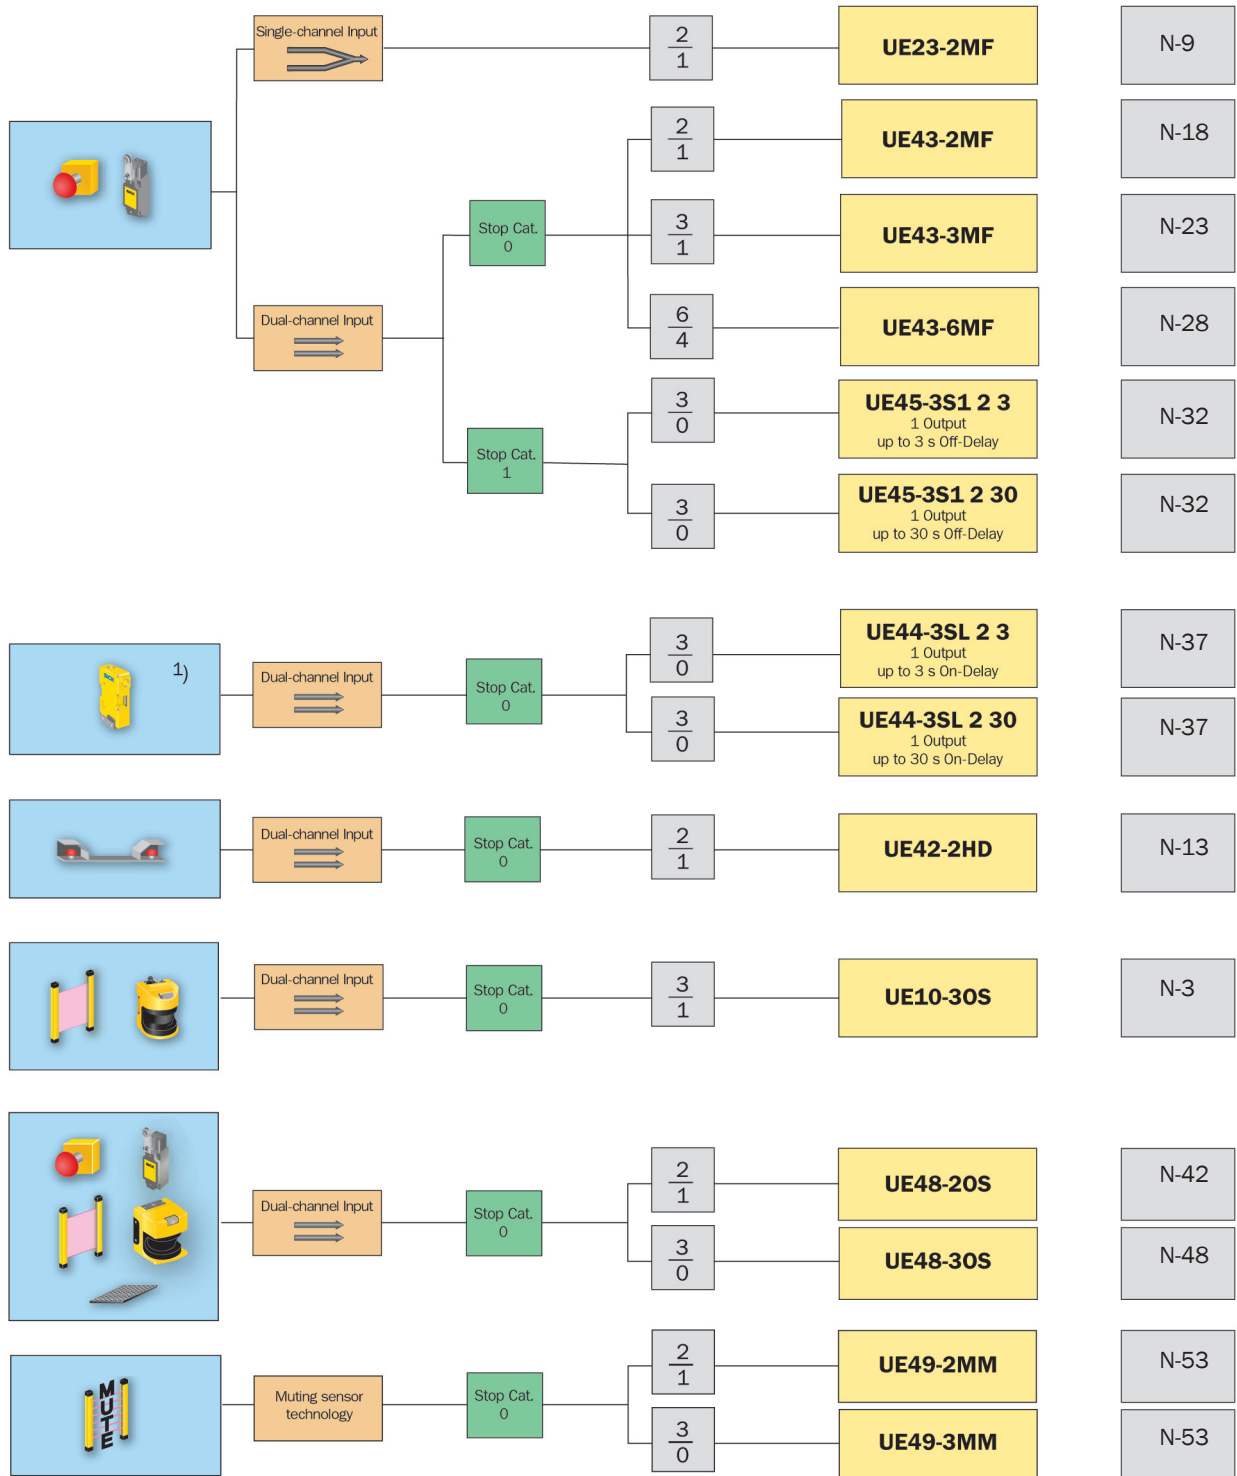 Single-channel Input
2
1
UE23-2MF
N-9
2
1
UE43-2MF
N-18
Stop Cat.
0
3
1
UE43-3MF
N-23
Dual-channel Input
6
4
UE43-6MF
N-28
3
0
UE45-3S1 2 3
1 Output
up to 3 s Off-Delay
N-32
Stop Cat.
1
3
0
UE45-3S1 2 30
1 Output
up to 30 s Off-Delay
N-32
1)
Dual-channel Input
Stop Cat.
0
3
0
UE44-3SL 2 3
1 Output
up to 3 s On-Delay
N-37
3
0
UE44-3SL 2 30
1 Output
up to 30 s On-Delay
N-37
Dual-channel Input
Stop Cat.
0
2
1
UE42-2HD
N-13
Dual-channel Input
Stop Cat.
0
3
1
UE10-3OS
N-3
Dual-channel Input
Stop Cat.
0
2
1
UE48-2OS
N-42
3
0
UE48-3OS
N-48
MUTE
Muting sensor
technology
Stop Cat.
0
2
1
UE49-2MM
N-53
3
0
UE49-3MM
N-53